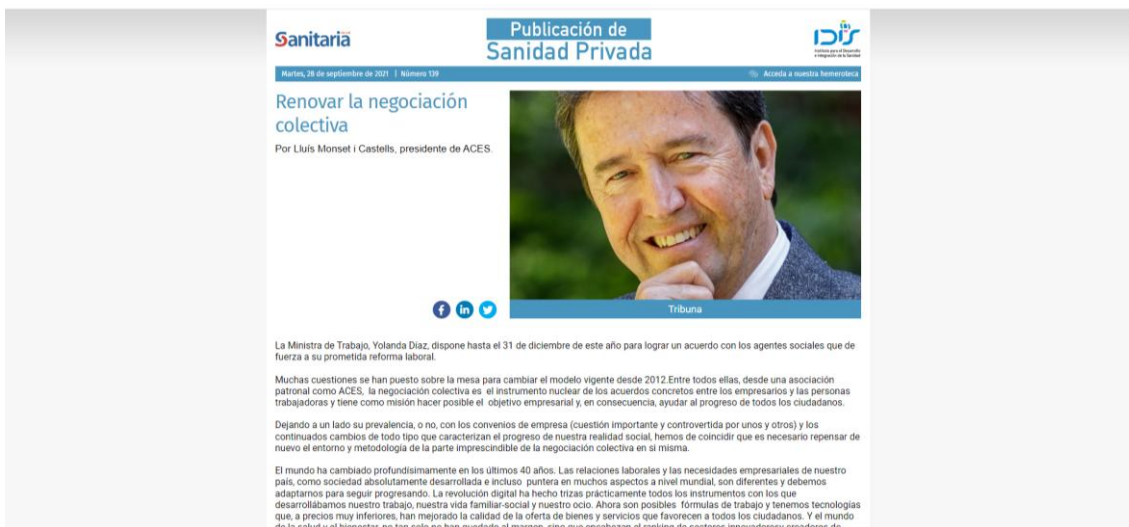 Sanitaria
Publicación de
Sanidad Privada
IDIS
Martes, 28 de septiembre de 2021 | Número 139
Acceda a nuestra hemeroteca
Renovar la negociación
colectiva
Por Lluís Monset i Castells, presidente de ACES.
Tribuna
La Ministra de Trabajo, Yolanda Díaz, dispone hasta el 31 de diciembre de este año para lograr un acuerdo con los agentes sociales que de
fuerza a su prometida reforma laboral.
Muchas cuestiones se han puesto sobre la mesa para cambiar el modelo vigente desde 2012.Entre todos ellas, desde una asociación
patronal como ACES, la negociación colectiva es el instrumento nuclear de los acuerdos concretos entre los empresarios y las personas
trabajadoras y tiene como misión hacer posible el objetivo empresarial y, en consecuencia, ayudar al progreso de todos los ciudadanos.
Dejando a un lado su prevalencia, o no, con los convenios de empresa (cuestión importante y controvertida por unos y otros) y los
continuados cambios de todo tipo que caracterizan el progreso de nuestra realidad social, hemos de coincidir que es necesario repensar de
nuevo el entorno y metodología de la parte imprescindible de la negociación colectiva en si misma.
El mundo ha cambiado profundísimamente en los últimos 40 años. Las relaciones laborales y las necesidades empresariales de nuestro
país, como sociedad absolutamente desarrollada e incluso puntera en muchos aspectos a nivel mundial, son diferentes y debemos
adaptarnos para seguir progresando. La revolución digital ha hecho trizas prácticamente todos los instrumentos con los que
desarrollábamos nuestro trabajo, nuestra vida familiar-social y nuestro ocio. Ahora son posibles fórmulas de trabajo y tenemos tecnologías
que, a precios muy inferiores, han mejorado la calidad de la oferta de bienes y servicios que favorecen a todos los ciudadanos. Y el mundo